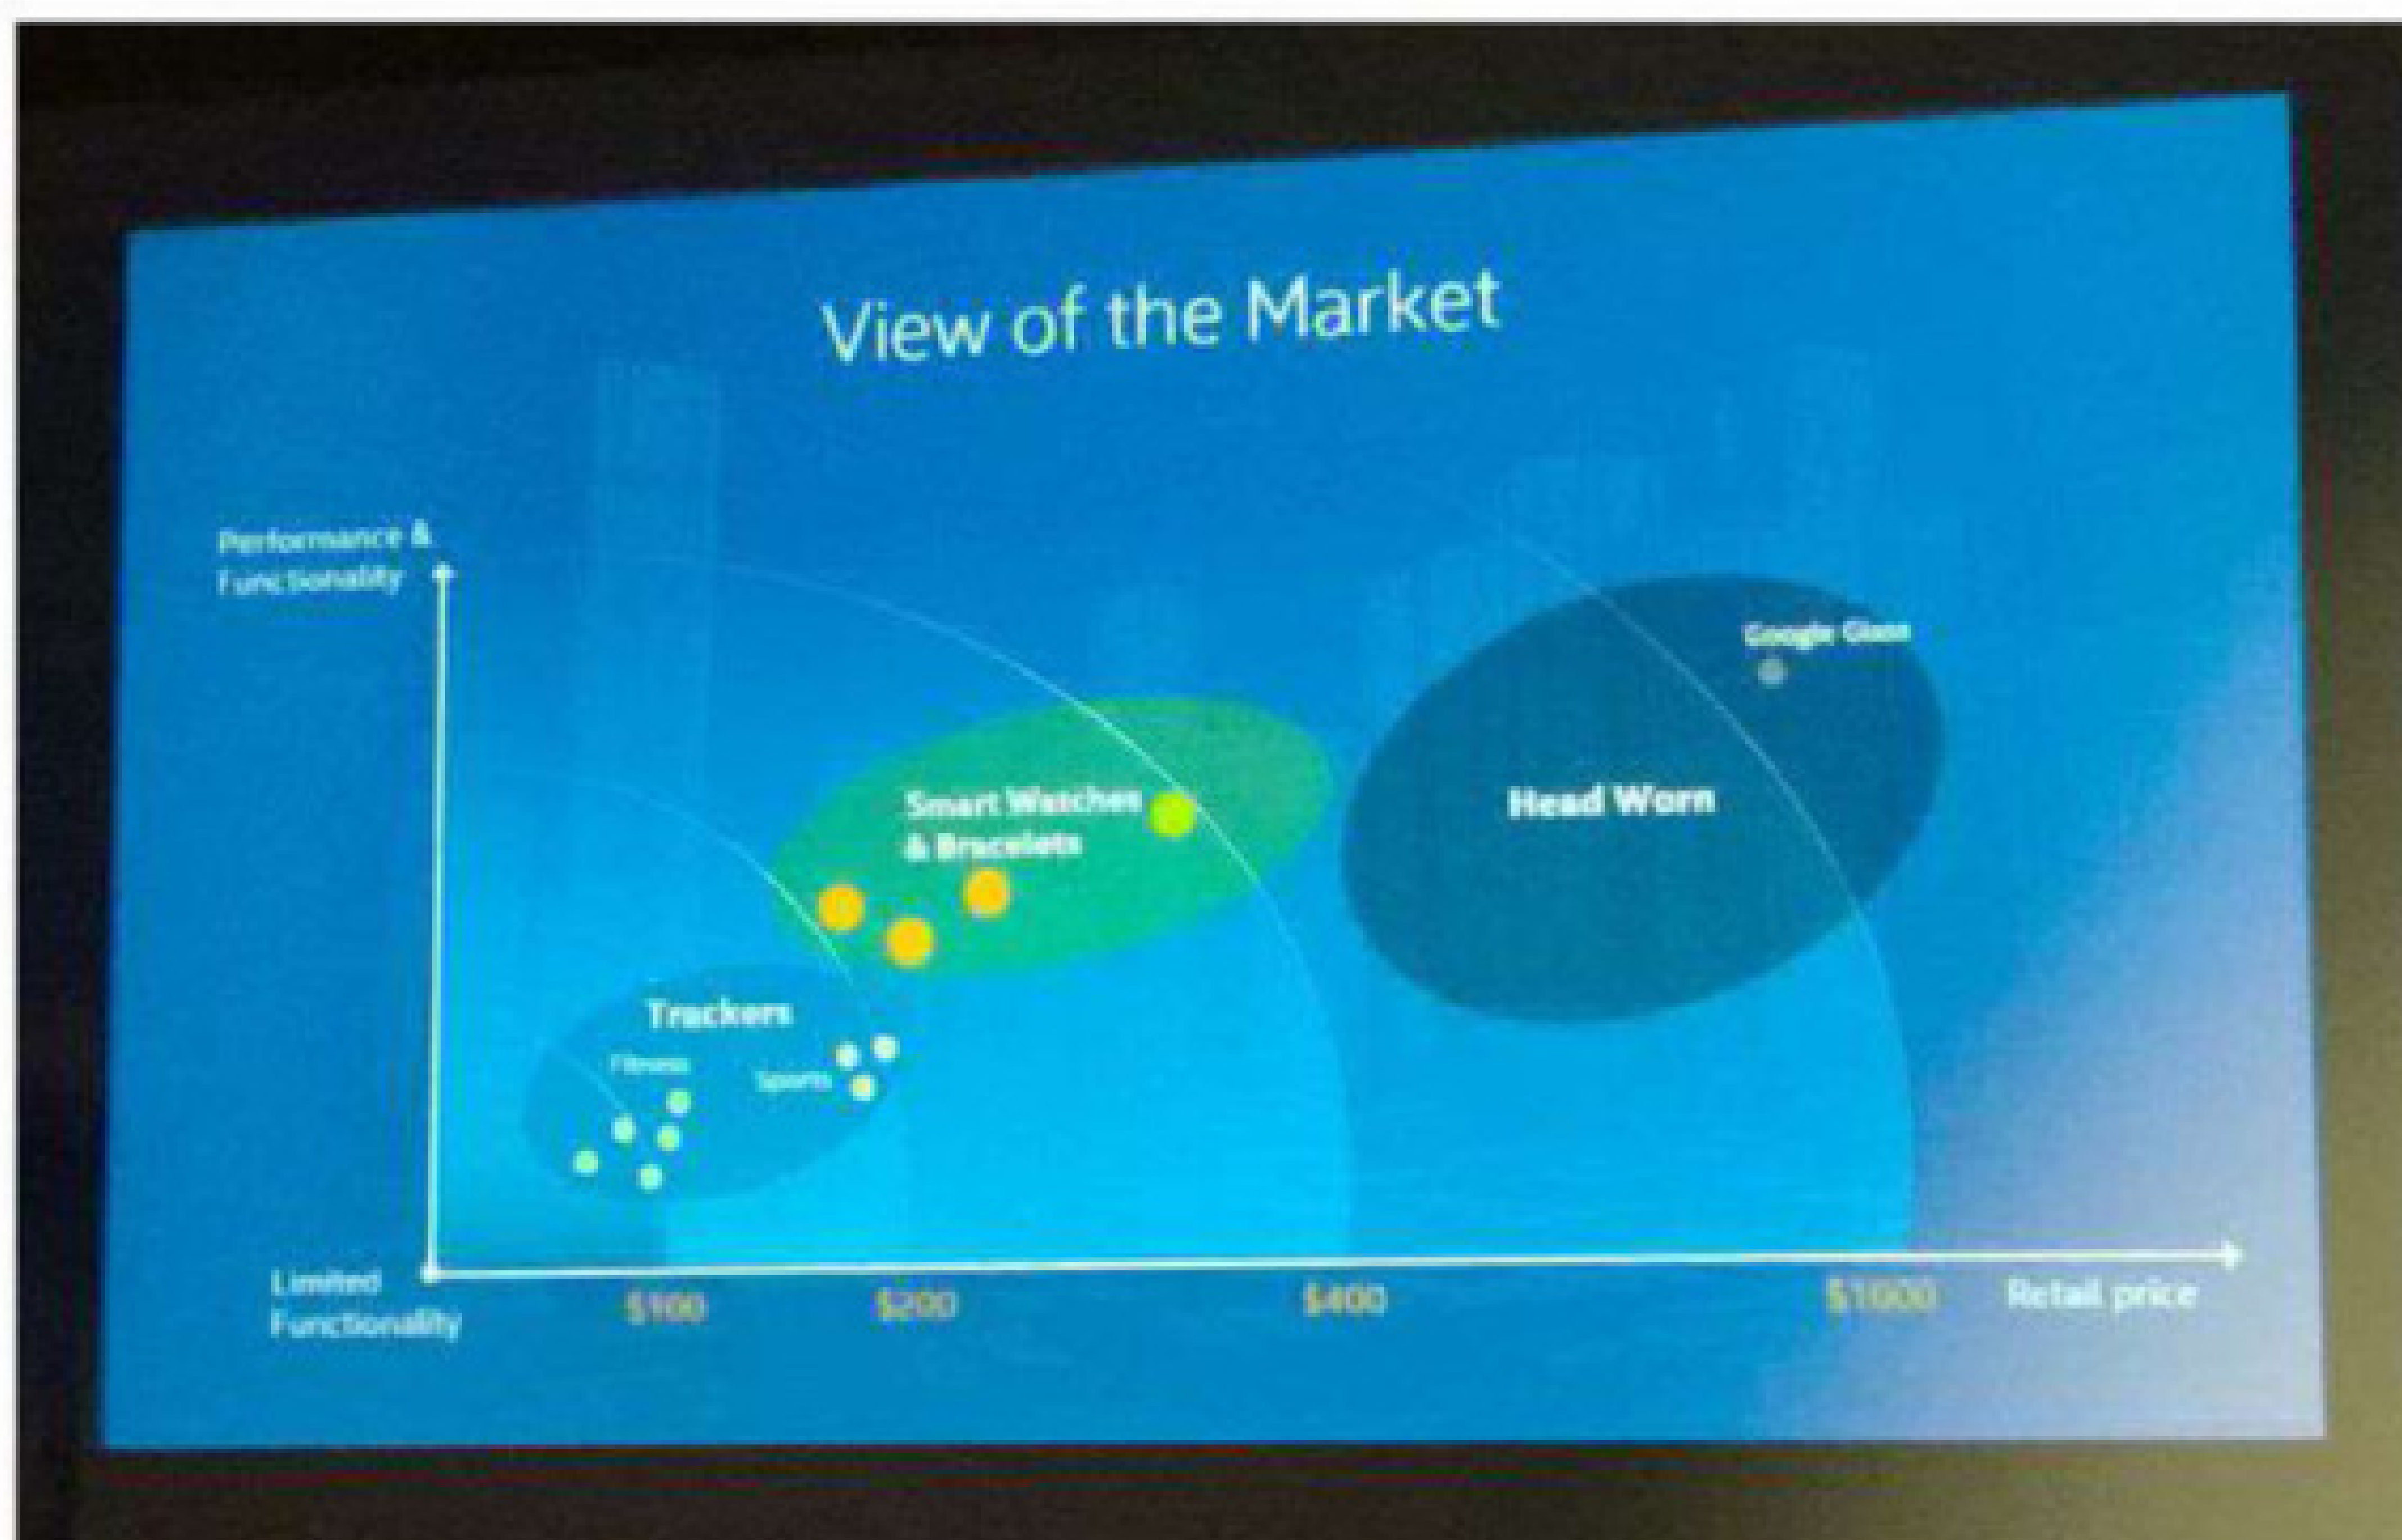 View of the Market
Performance &
Functionality
Google Glass
Smart Watches
& Bracelets
Head Worn
Trackers
Fitness
Sports
Limited
Functionality
$100
$200
$400
$1000
Retail price